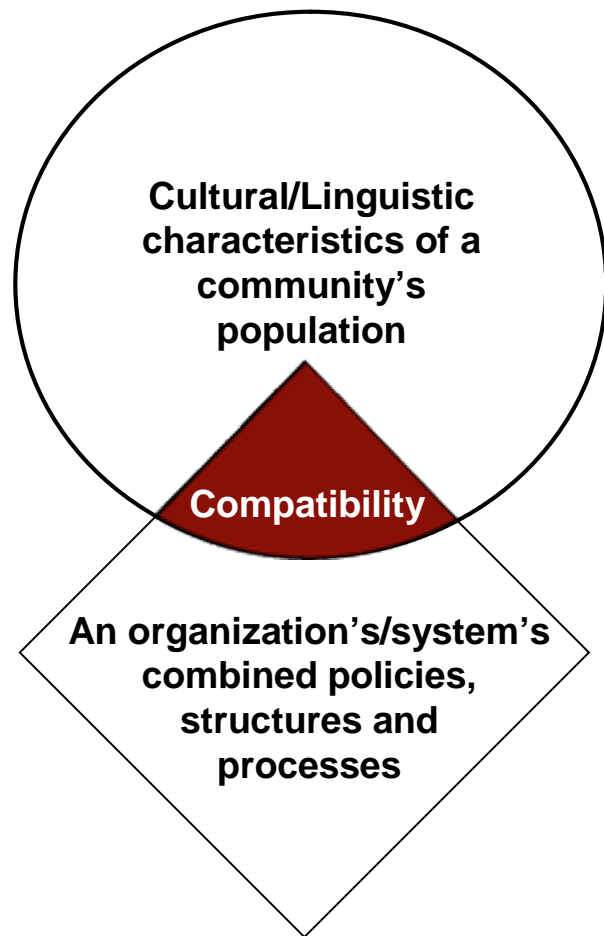 Cultural/Linguistic
characteristics of a
community’s
population
Compatibility
An organization’s/system’s
combined policies,
structures and
processes